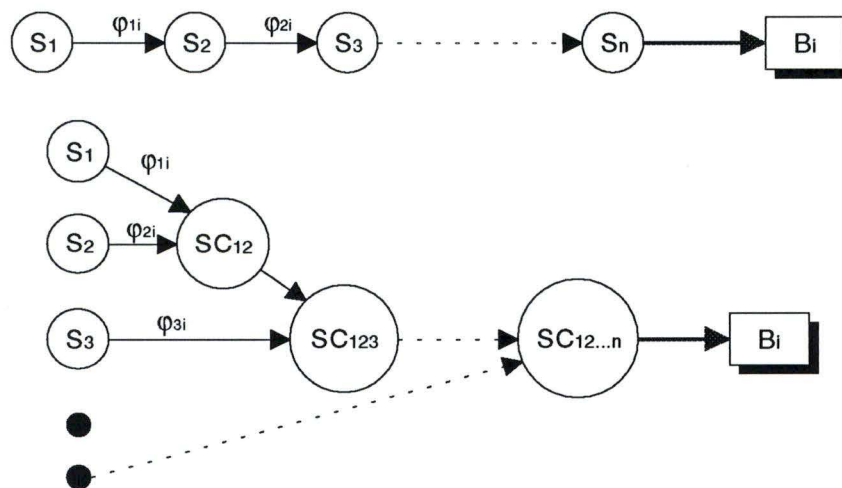 S1 φ1i S2 φ2i S3 Sn Bi
S1 φ1i
S2 φ2i SC12
S3 φ3i SC123 SC12...n Bi